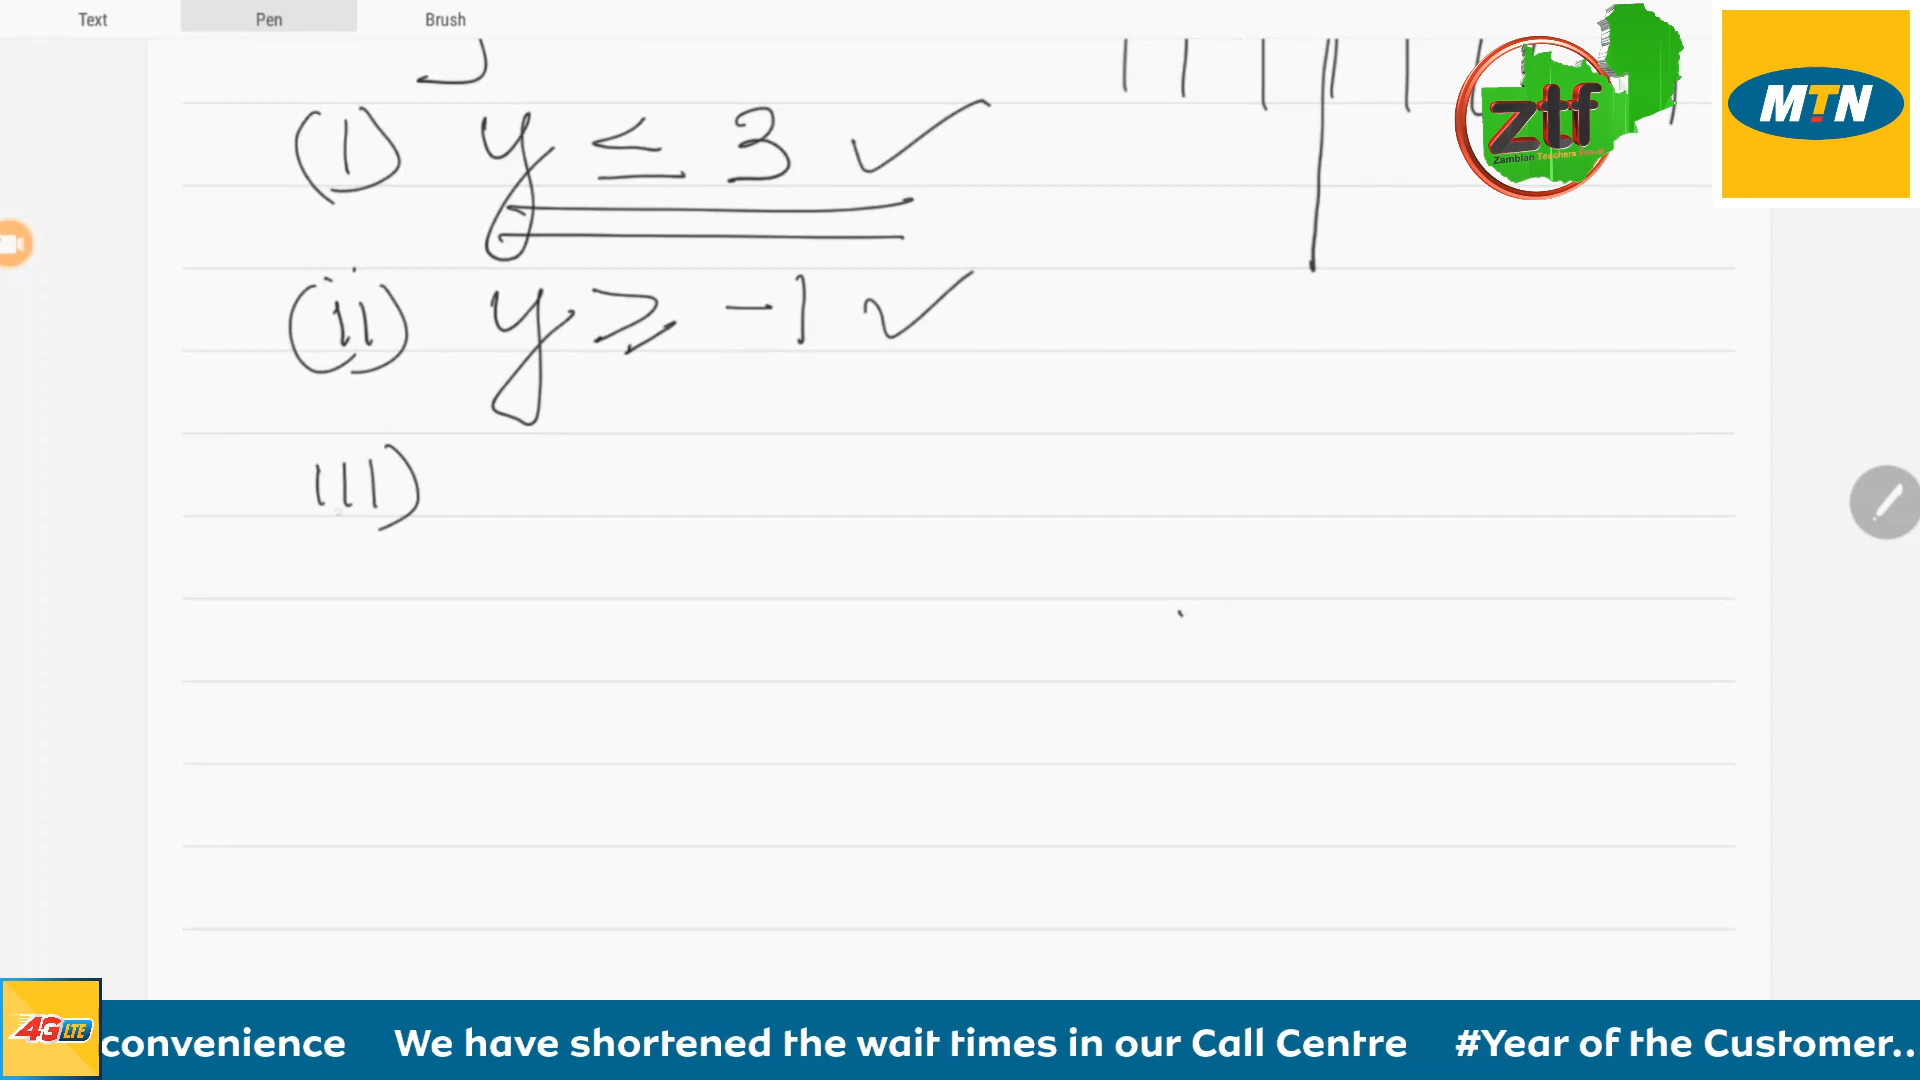 Text Pen Brush
(i) y ≤ 3 ✓
(ii) y ⩾ -1 ✓
iii)
ztf
Zambian Teachers Focus
MTN
4G LTE
convenience We have shortened the wait times in our Call Centre #Year of the Customer..